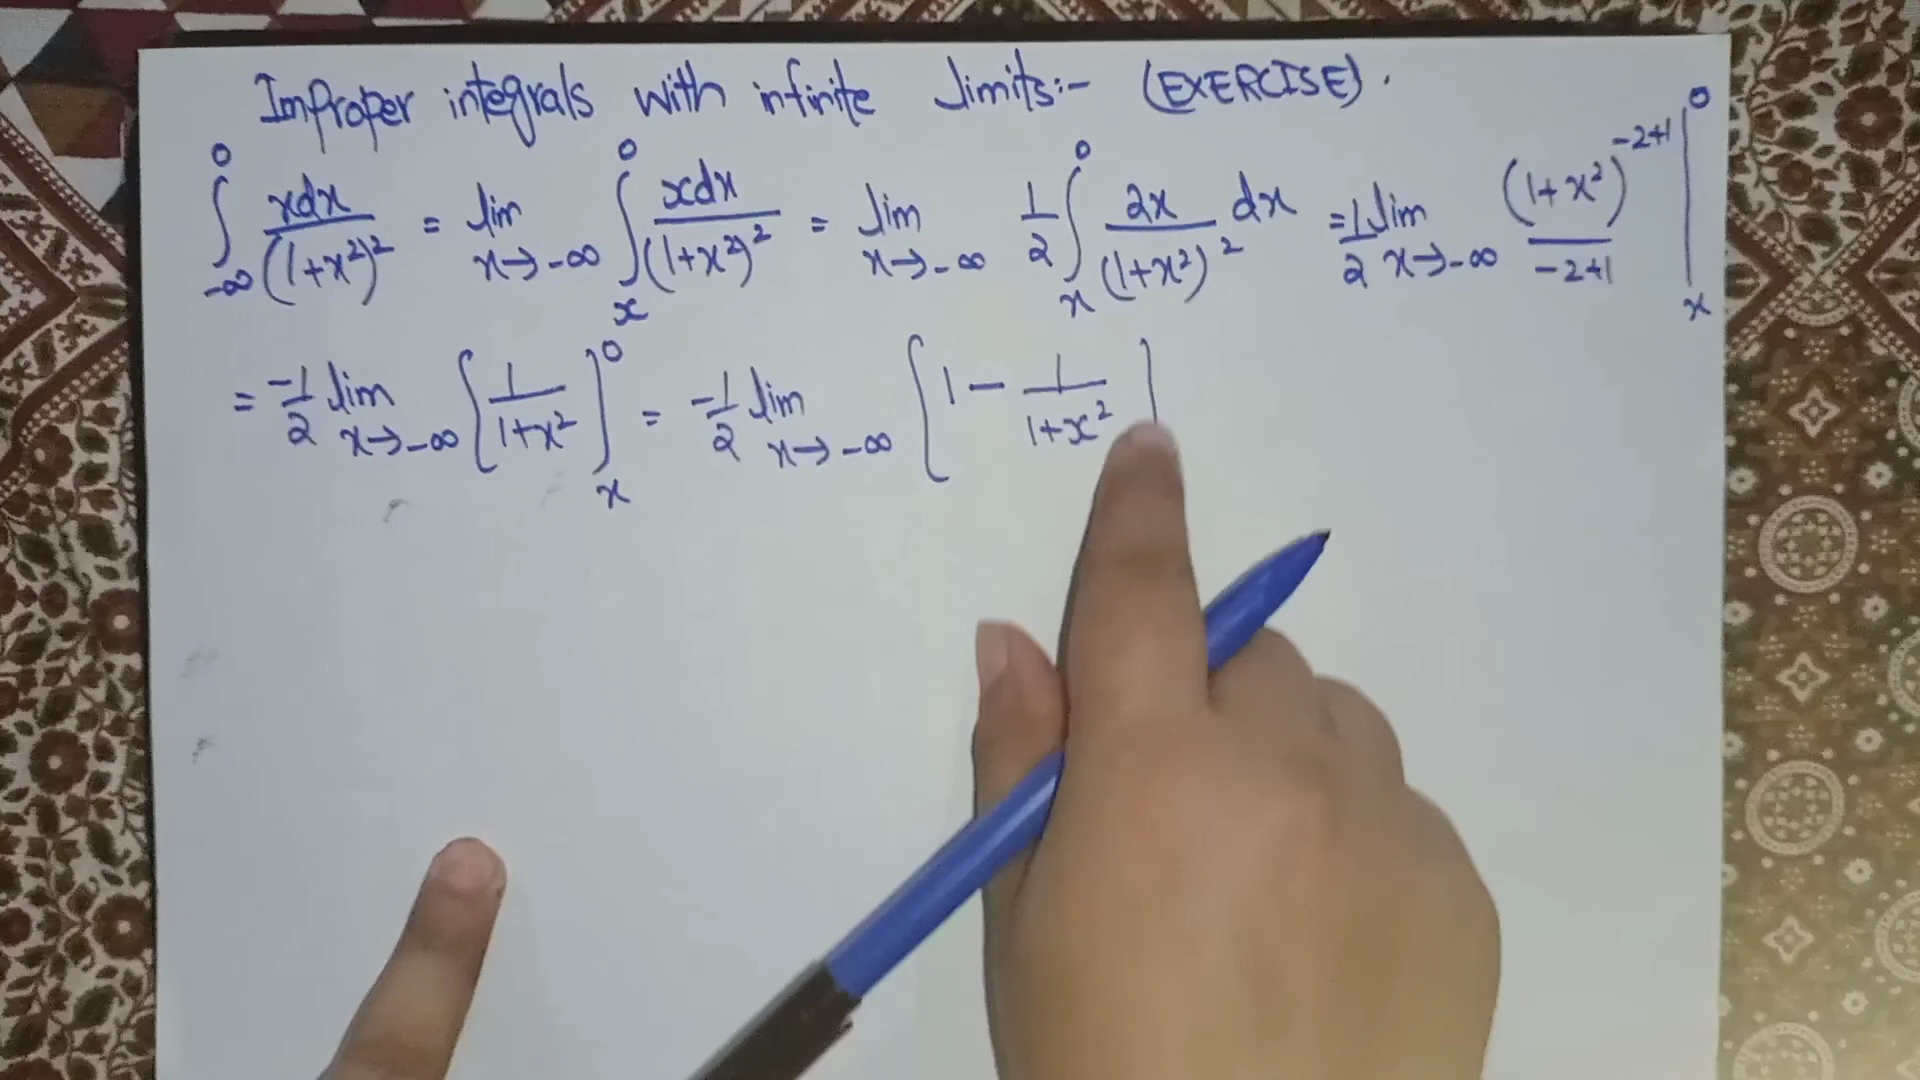 Improper integrals with infinite limits:- (EXERCISE).
∫_{-∞}^{0} xdx/(1+x²)² = lim_{x→-∞} ∫_{x}^{0} xdx/(1+x²)² = lim_{x→-∞} 1/2 ∫_{x}^{0} 2x/(1+x²)² dx = 1/2 lim_{x→-∞} (1+x²)^{-2+1}/(-2+1) |_{x}^{0}
= -1/2 lim_{x→-∞} [1/(1+x²)]_{x}^{0} = -1/2 lim_{x→-∞} [1 - 1/(1+x²)]